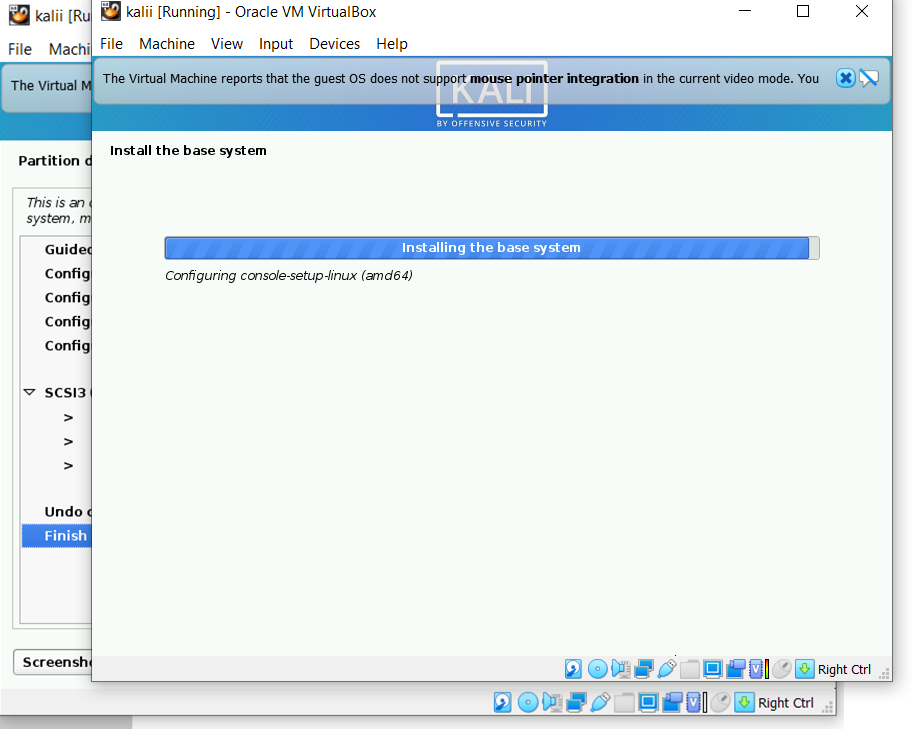 kalii [Ru
File Machi
The Virtual M
Partition d
This is an
system, m
Guided
Config
Config
Config
Config
SCSI3
>
>
>
Undo
Finish
Screensh
Right Ctrl
kalii [Running] - Oracle VM VirtualBox
File Machine View Input Devices Help
The Virtual Machine reports that the guest OS does not support mouse pointer integration in the current video mode. You
KALI
BY OFFENSIVE SECURITY
Install the base system
Installing the base system
Configuring console-setup-linux (amd64)
Right Ctrl